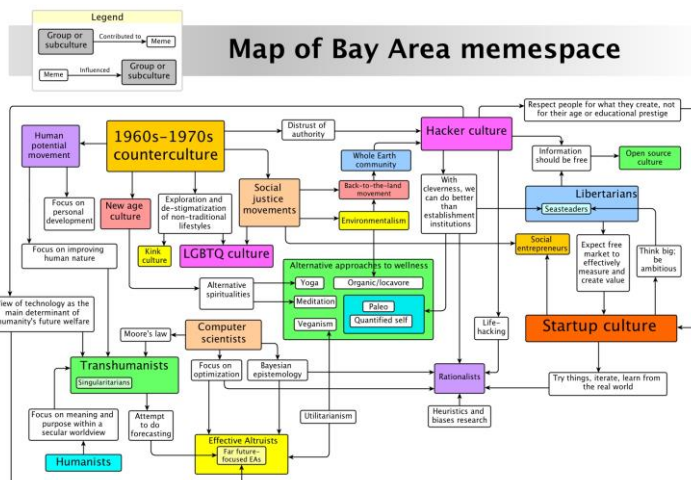 Legend
Group or
subculture
Contributed to
Meme
Meme
Influenced
Group or
subculture
Map of Bay Area memespace
Human
potential
movement
1960s-1970s
counterculture
Distrust of
authority
Hacker culture
Respect people for what they create, not
for their age or educational prestige
Whole Earth
community
Information
should be free
Open source
culture
Focus on
personal
development
New age
culture
Exploration and
de-stigmatization
of non-traditional
lifestyles
Social
justice
movements
Back-to-the-land
movement
Environmentalism
With
cleverness, we
can do better
than
establishment
institutions
Libertarians
Seasteaders
Kink
culture
LGBTQ culture
Social
entrepreneurs
Expect free
market to
effectively
measure and
create value
Think big;
be
ambitious
Focus on improving
human nature
Alternative approaches to wellness
Alternative
spiritualities
Yoga
Organic/locavore
Meditation
Paleo
Quantified self
Veganism
View of technology as the
main determinant of
humanity's future welfare
Moore's law
Computer
scientists
Life-
hacking
Startup culture
Transhumanists
Singularitarians
Focus on
optimization
Bayesian
epistemology
Rationalists
Try things, iterate, learn from
the real world
Focus on meaning and
purpose within a
secular worldview
Attempt
to do
forecasting
Utilitarianism
Heuristics and
biases research
Humanists
Effective Altruists
Far future-
focused EAs